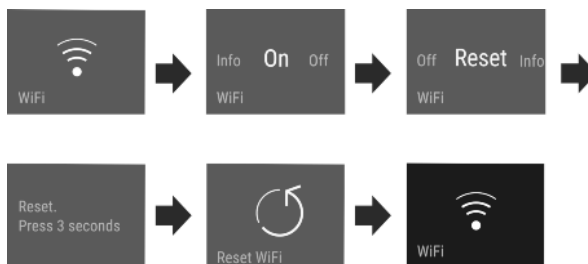 WiFi
Info On Off
WiFi
Off Reset Info
WiFi
Reset.
Press 3 seconds
Reset WiFi
WiFi